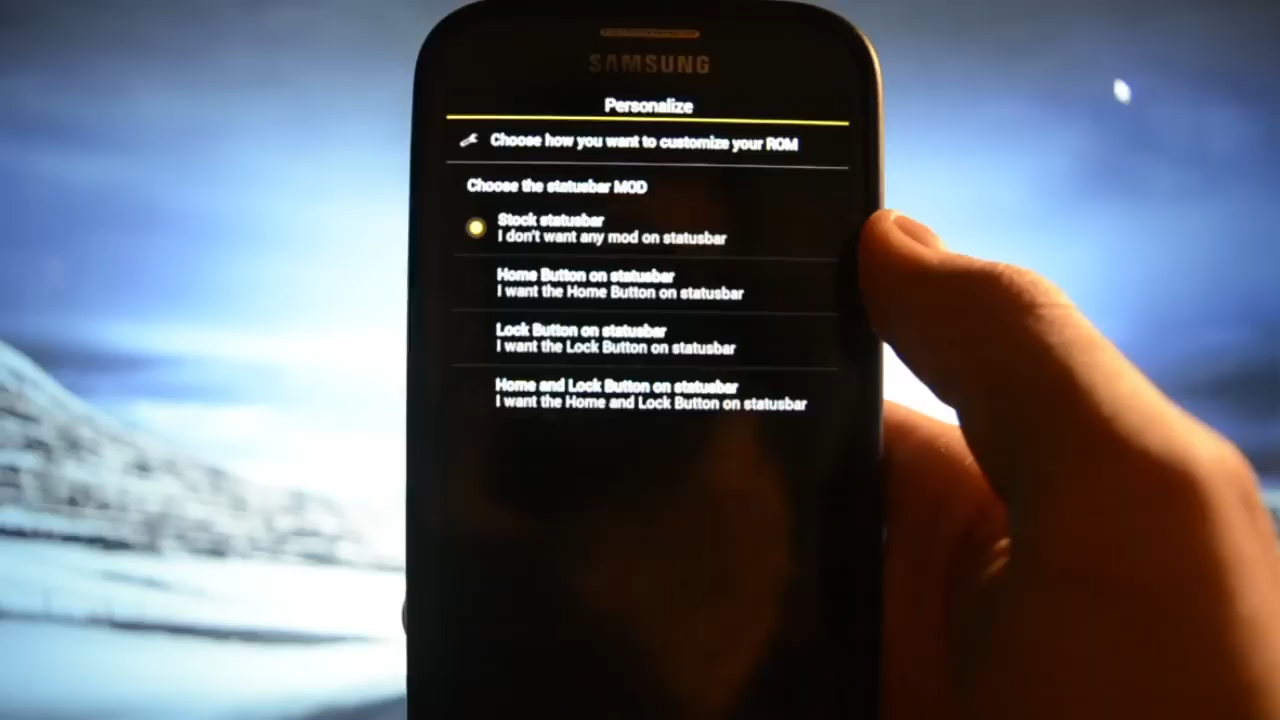 SAMSUNG
Personalize
Choose how you want to customize your ROM
Choose the statusbar MOD
Stock statusbar
I don't want any mod on statusbar
Home Button on statusbar
I want the Home Button on statusbar
Lock Button on statusbar
I want the Lock Button on statusbar
Home and Lock Button on statusbar
I want the Home and Lock Button on statusbar